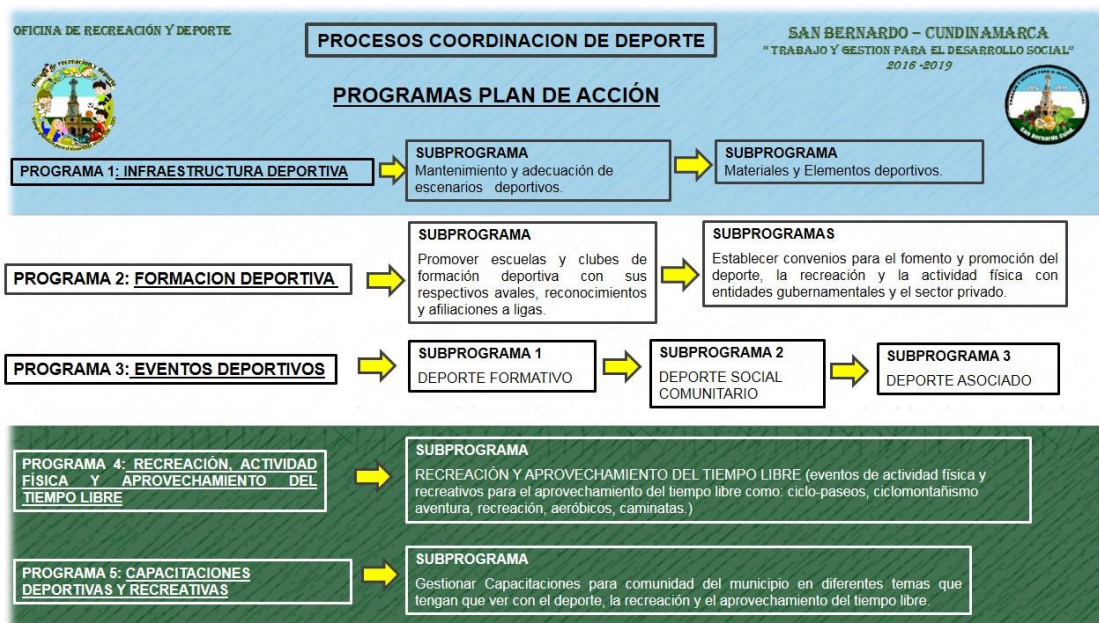 OFICINA DE RECREACIÓN Y DEPORTE
PROCESOS COORDINACION DE DEPORTE
SAN BERNARDO – CUNDINAMARCA
"TRABAJO Y GESTION PARA EL DESARROLLO SOCIAL"
2016 -2019
PROGRAMAS PLAN DE ACCIÓN
Oficina de recreación y deporte
San Bernardo Cund.
PROGRAMA 1: INFRAESTRUCTURA DEPORTIVA
SUBPROGRAMA
Mantenimiento y adecuación de
escenarios deportivos.
SUBPROGRAMA
Materiales y Elementos deportivos.
PROGRAMA 2: FORMACION DEPORTIVA
SUBPROGRAMA
Promover escuelas y clubes de
formación deportiva con sus
respectivos avales, reconocimientos
y afiliaciones a ligas.
SUBPROGRAMAS
Establecer convenios para el fomento y promoción del
deporte, la recreación y la actividad física con
entidades gubernamentales y el sector privado.
PROGRAMA 3: EVENTOS DEPORTIVOS
SUBPROGRAMA 1
DEPORTE FORMATIVO
SUBPROGRAMA 2
DEPORTE SOCIAL
COMUNITARIO
SUBPROGRAMA 3
DEPORTE ASOCIADO
PROGRAMA 4: RECREACIÓN, ACTIVIDAD
FÍSICA Y APROVECHAMIENTO DEL
TIEMPO LIBRE
SUBPROGRAMA
RECREACIÓN Y APROVECHAMIENTO DEL TIEMPO LIBRE (eventos de actividad física y
recreativos para el aprovechamiento del tiempo libre como: ciclo-paseos, ciclomontañismo
aventura, recreación, aeróbicos, caminatas.)
PROGRAMA 5: CAPACITACIONES
DEPORTIVAS Y RECREATIVAS
SUBPROGRAMA
Gestionar Capacitaciones para comunidad del municipio en diferentes temas que
tengan que ver con el deporte, la recreación y el aprovechamiento del tiempo libre.